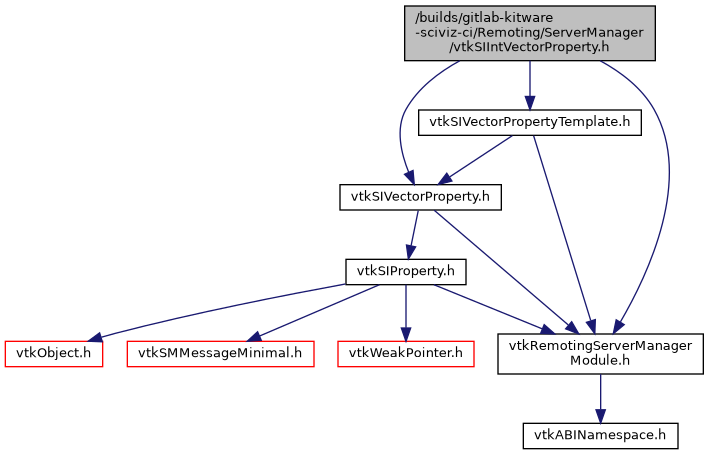 /builds/gitlab-kitware
-sciviz-ci/Remoting/ServerManager
/vtkSIIntVectorProperty.h
vtkSIVectorPropertyTemplate.h
vtkSIVectorProperty.h
vtkSIProperty.h
vtkObject.h
vtkSMMessageMinimal.h
vtkWeakPointer.h
vtkRemotingServerManager
Module.h
vtkABINamespace.h